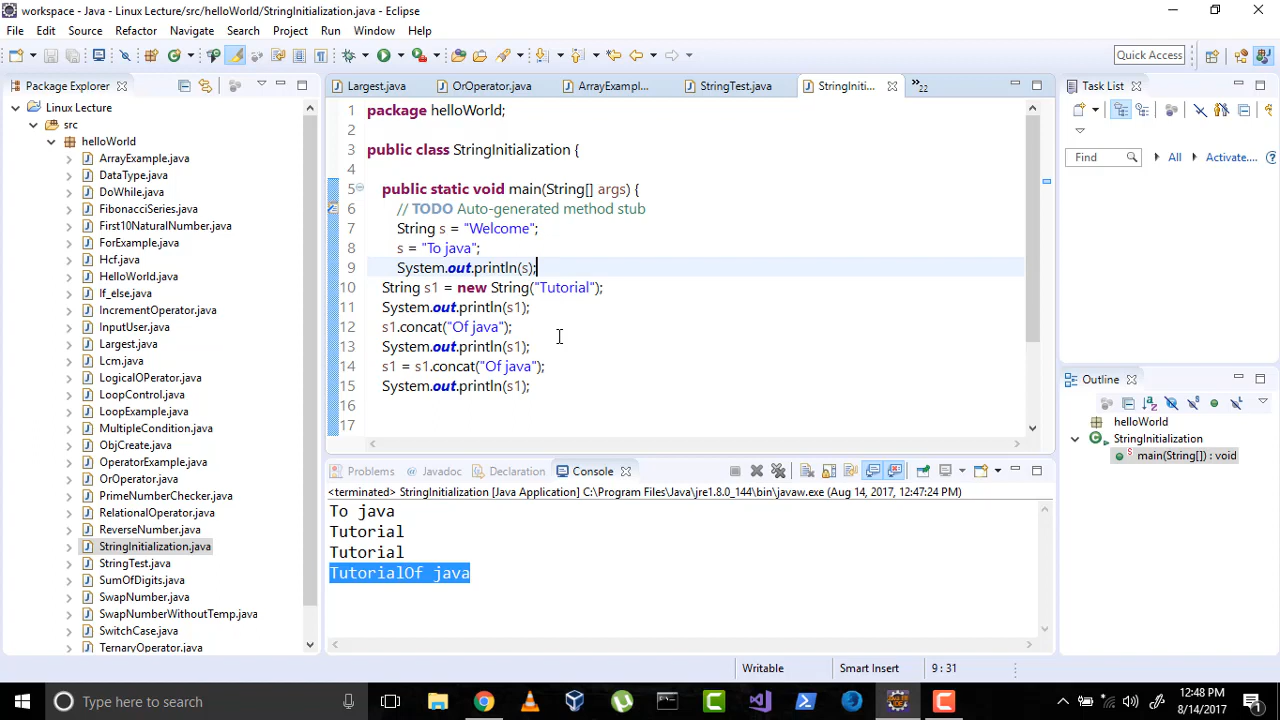 workspace - Java - Linux Lecture/src/helloWorld/StringInitialization.java - Eclipse
File Edit Source Refactor Navigate Search Project Run Window Help
Quick Access
Package Explorer
Linux Lecture
src
helloWorld
ArrayExample.java
DataType.java
DoWhile.java
FibonacciSeries.java
First10NaturalNumber.java
ForExample.java
Hcf.java
HelloWorld.java
If_else.java
IncrementOperator.java
InputUser.java
Largest.java
Lcm.java
LogicalOPerator.java
LoopControl.java
LoopExample.java
MultipleCondition.java
ObjCreate.java
OperatorExample.java
OrOperator.java
PrimeNumberChecker.java
RelationalOperator.java
ReverseNumber.java
StringInitialization.java
StringTest.java
SumOfDigits.java
SwapNumber.java
SwapNumberWithoutTemp.java
SwitchCase.java
TernaryOperator.java
Largest.java OrOperator.java ArrayExampl... StringTest.java StringIniti... »22
1 package helloWorld;
2
3 public class StringInitialization {
4
5 public static void main(String[] args) {
6 // TODO Auto-generated method stub
7 String s = "Welcome";
8 s = "To java";
9 System.out.println(s);
10 String s1 = new String("Tutorial");
11 System.out.println(s1);
12 s1.concat("Of java");
13 System.out.println(s1);
14 s1 = s1.concat("Of java");
15 System.out.println(s1);
16
17
Problems Javadoc Declaration Console
<terminated> StringInitialization [Java Application] C:\Program Files\Java\jre1.8.0_144\bin\javaw.exe (Aug 14, 2017, 12:47:24 PM)
To java
Tutorial
Tutorial
TutorialOf java
Task List
Find All Activate...
Outline
helloWorld
StringInitialization
main(String[]) : void
Writable Smart Insert 9 : 31
Type here to search
12:48 PM
8/14/2017